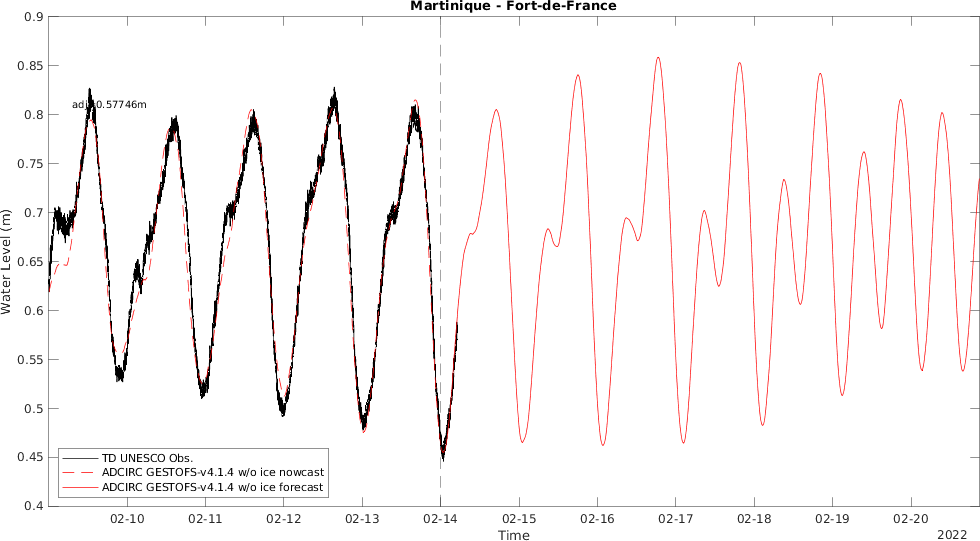 Martinique - Fort-de-France
0.9
0.85
0.8
0.75
0.7
0.65
0.6
0.55
0.5
0.45
0.4
Water Level (m)
0.57746m
TD UNESCO Obs.
ADCIRC GESTOFS-v4.1.4 w/o ice nowcast
ADCIRC GESTOFS-v4.1.4 w/o ice forecast
02-10 02-11 02-12 02-13 02-14 02-15 02-16 02-17 02-18 02-19 02-20
Time
2022